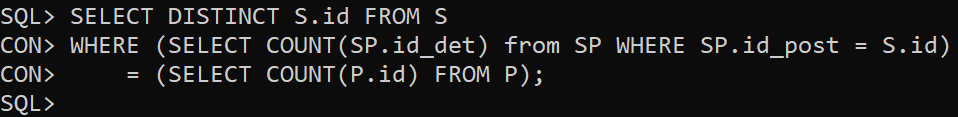 SQL> SELECT DISTINCT S.id FROM S
CON> WHERE (SELECT COUNT(SP.id_det) from SP WHERE SP.id_post = S.id)
CON>     = (SELECT COUNT(P.id) FROM P);
SQL>